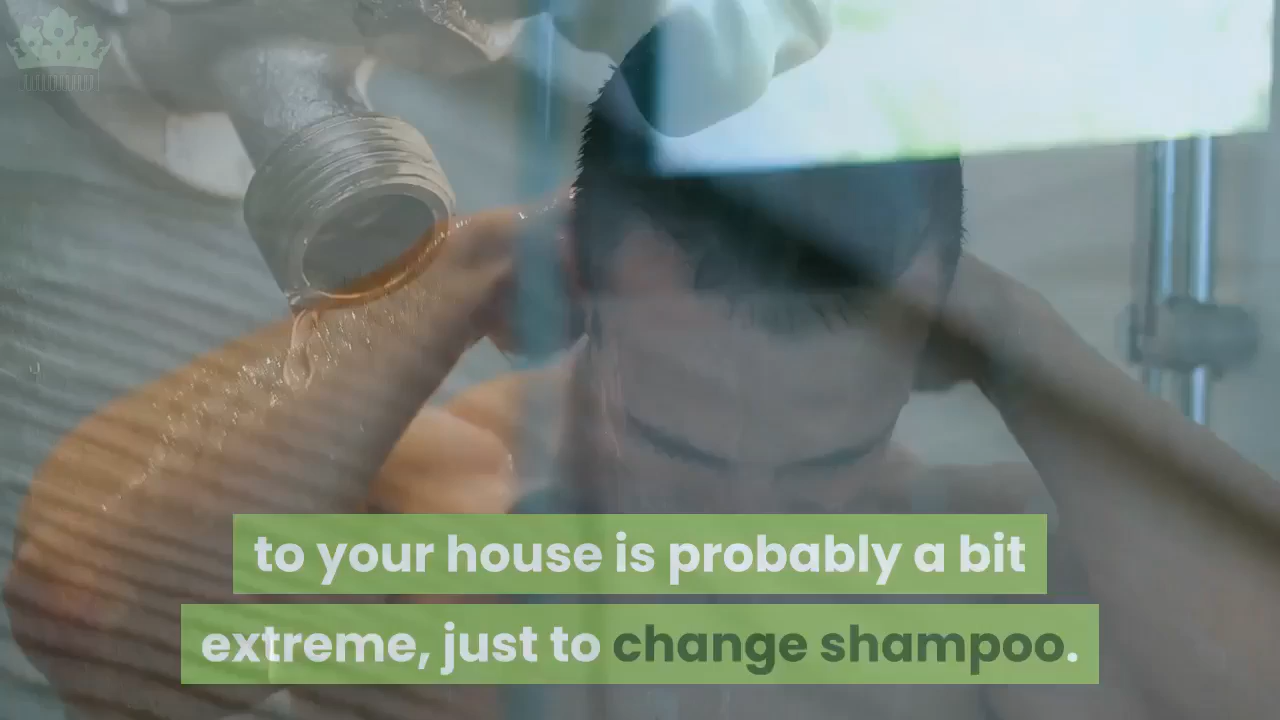 to your house is probably a bit
extreme, just to change shampoo.